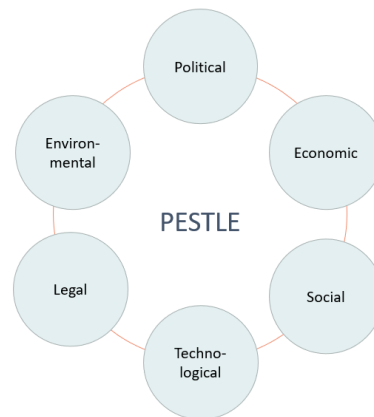 Political
Environ-
mental
Economic
PESTLE
Legal
Social
Techno-
logical